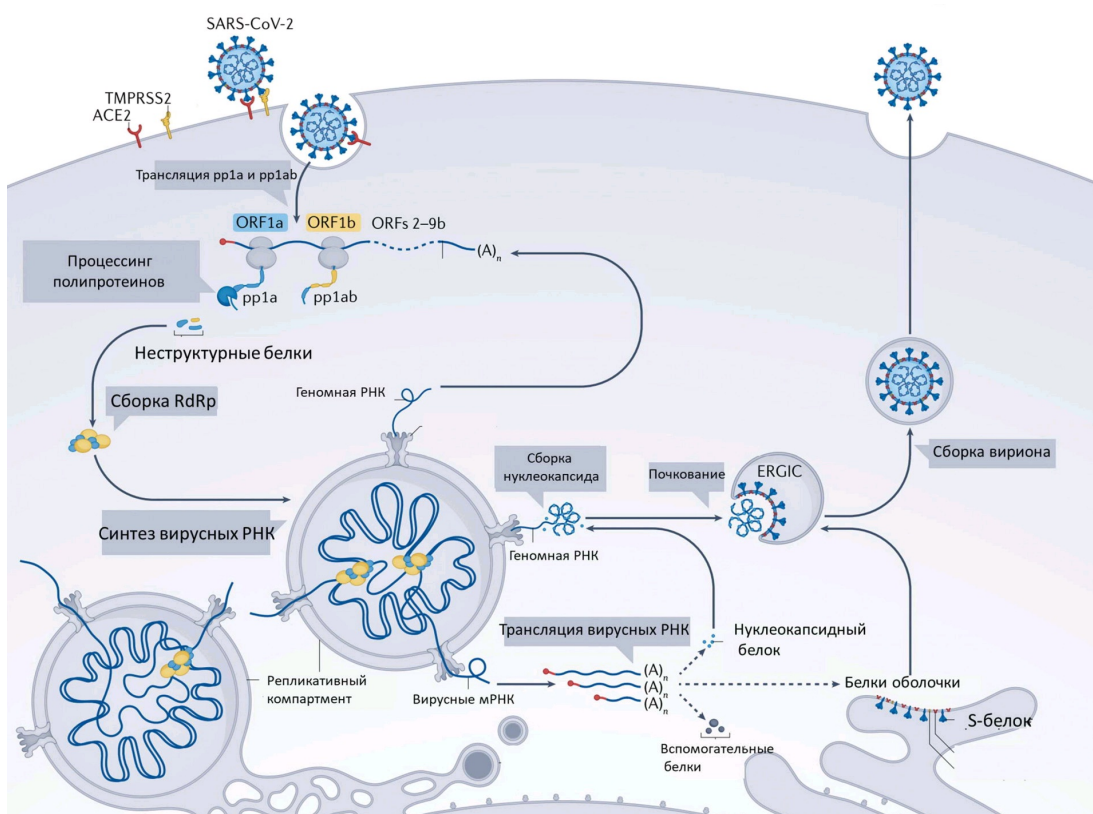 SARS-CoV-2
TMPRSS2
ACE2
Трансляция pp1a и pp1ab
ORF1a
ORF1b
ORFs 2–9b
(A)n
Процессинг
полипротеинов
pp1a
pp1ab
Неструктурные белки
Сборка RdRp
Геномная РНК
Сборка
нуклеокапсида
Почкование
ERGIC
Сборка вириона
Синтез вирусных РНК
Геномная РНК
Трансляция вирусных РНК
Нуклеокапсидный
белок
(A)n
(A)n
(A)n
Репликативный
компартмент
Вирусные мРНК
Белки оболочки
S-белок
Вспомогательные
белки